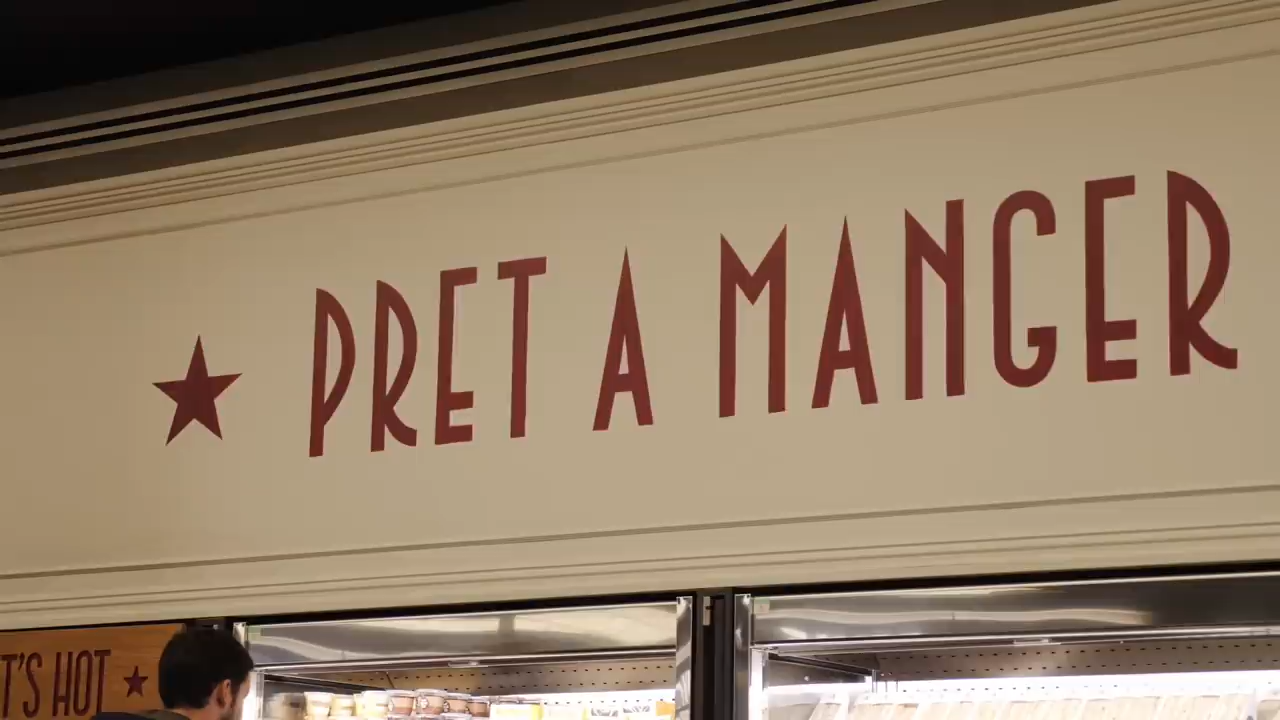 ★ PRET A MANGER
T'S HOT ★